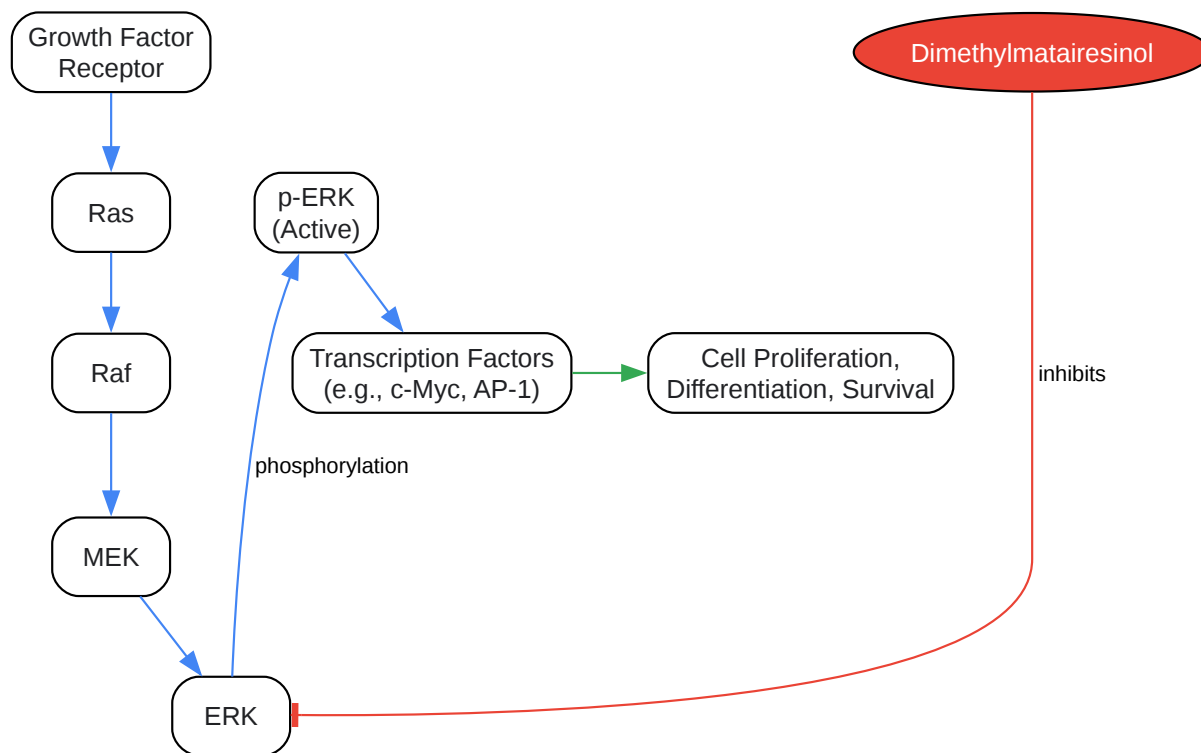 Growth Factor
Receptor
Dimethylmatairesinol
Ras
p-ERK
(Active)
Raf
Transcription Factors
(e.g., c-Myc, AP-1)
Cell Proliferation,
Differentiation, Survival
inhibits
phosphorylation
MEK
ERK